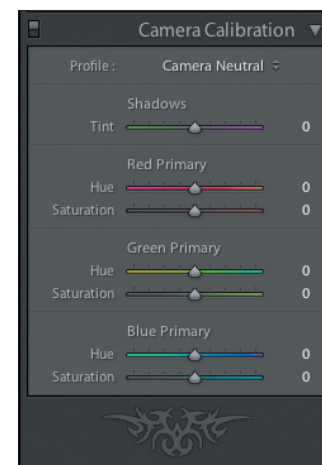 Camera Calibration
Profile : Camera Neutral
Shadows
Tint 0
Red Primary
Hue 0
Saturation 0
Green Primary
Hue 0
Saturation 0
Blue Primary
Hue 0
Saturation 0